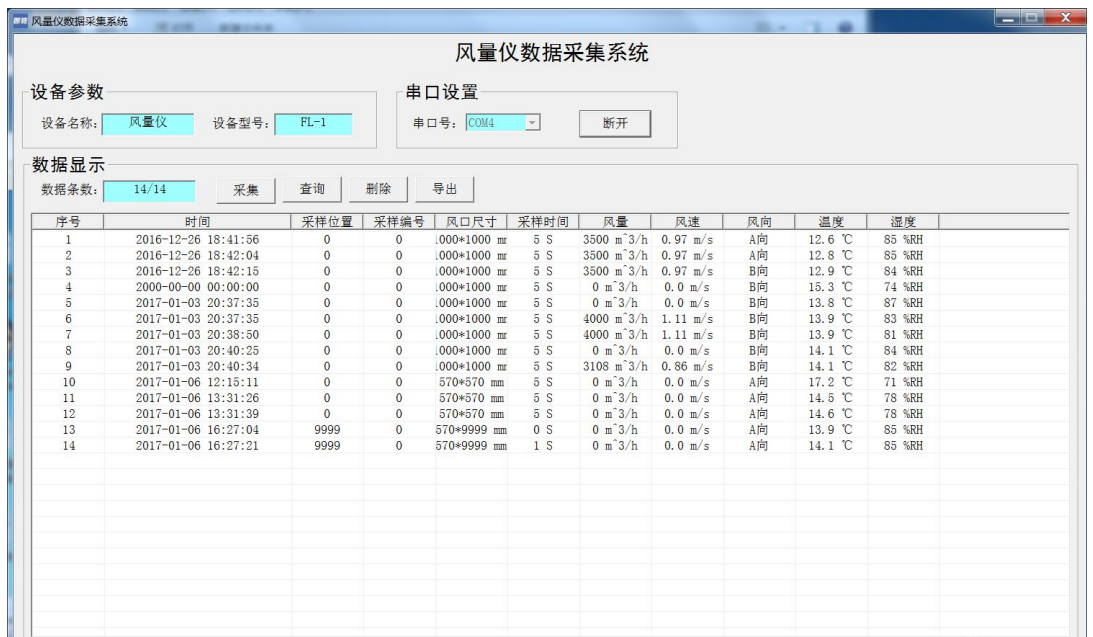 风量仪数据采集系统
风量仪数据采集系统
设备参数
设备名称: 风量仪 设备型号: FL-1
串口设置
串口号: COM4 断开
数据显示
数据条数: 14/14 采集 查询 删除 导出
序号 时间 采样位置 采样编号 风口尺寸 采样时间 风量 风速 风向 温度 湿度
1 2016-12-26 18:41:56 0 0 000*1000 5 S 3500 m^3/h 0.97 m/s A向 12.6 ℃ 85 %RH
2 2016-12-26 18:42:04 0 0 000*1000 5 S 3500 m^3/h 0.97 m/s A向 12.8 ℃ 85 %RH
3 2016-12-26 18:42:15 0 0 000*1000 5 S 3500 m^3/h 0.97 m/s B向 12.9 ℃ 84 %RH
4 2000-00-00 00:00:00 0 0 000*1000 5 S 0 m^3/h 0.0 m/s B向 15.3 ℃ 74 %RH
5 2017-01-03 20:37:35 0 0 000*1000 5 S 0 m^3/h 0.0 m/s B向 13.8 ℃ 87 %RH
6 2017-01-03 20:37:35 0 0 000*1000 5 S 4000 m^3/h 1.11 m/s B向 13.9 ℃ 83 %RH
7 2017-01-03 20:38:50 0 0 000*1000 5 S 4000 m^3/h 1.11 m/s B向 13.9 ℃ 81 %RH
8 2017-01-03 20:40:25 0 0 000*1000 5 S 0 m^3/h 0.0 m/s B向 14.1 ℃ 84 %RH
9 2017-01-03 20:40:34 0 0 000*1000 5 S 3108 m^3/h 0.86 m/s B向 14.1 ℃ 82 %RH
10 2017-01-06 12:15:11 0 0 570*570 mm 5 S 0 m^3/h 0.0 m/s A向 17.2 ℃ 71 %RH
11 2017-01-06 13:31:26 0 0 570*570 mm 5 S 0 m^3/h 0.0 m/s A向 14.5 ℃ 78 %RH
12 2017-01-06 13:31:39 0 0 570*570 mm 5 S 0 m^3/h 0.0 m/s A向 14.6 ℃ 78 %RH
13 2017-01-06 16:27:04 9999 0 570*9999 mm 0 S 0 m^3/h 0.0 m/s A向 13.9 ℃ 85 %RH
14 2017-01-06 16:27:21 9999 0 570*9999 mm 1 S 0 m^3/h 0.0 m/s A向 14.1 ℃ 85 %RH